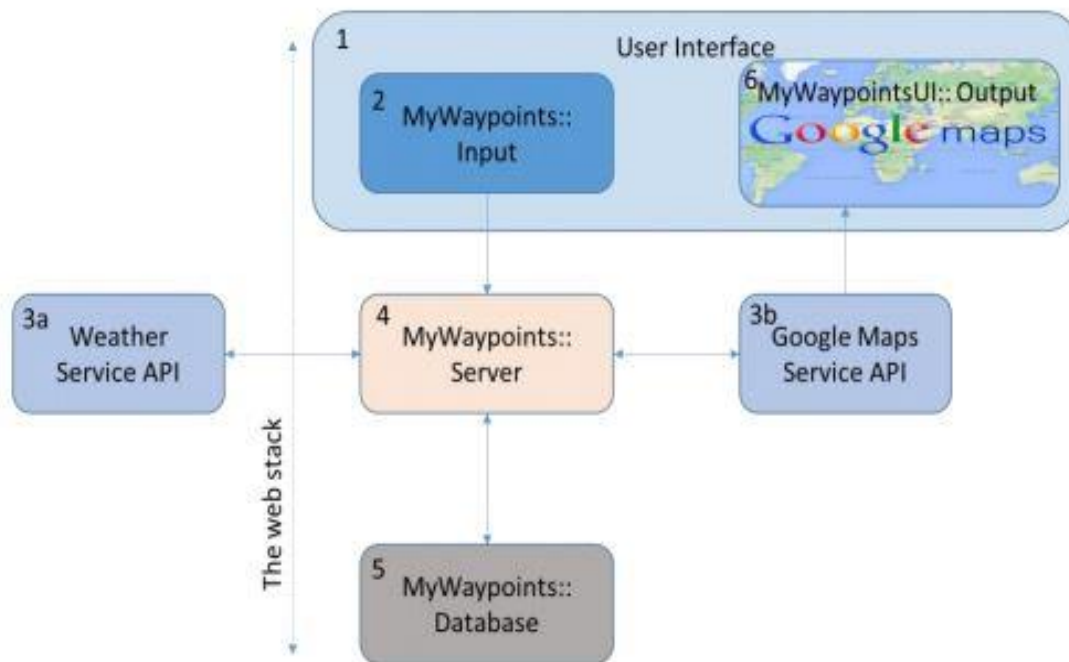 1
User Interface
2
MyWaypoints::
Input
6
MyWaypointsUI:: Output
Google maps
3a
Weather
Service API
4
MyWaypoints::
Server
3b
Google Maps
Service API
The web stack
5
MyWaypoints::
Database